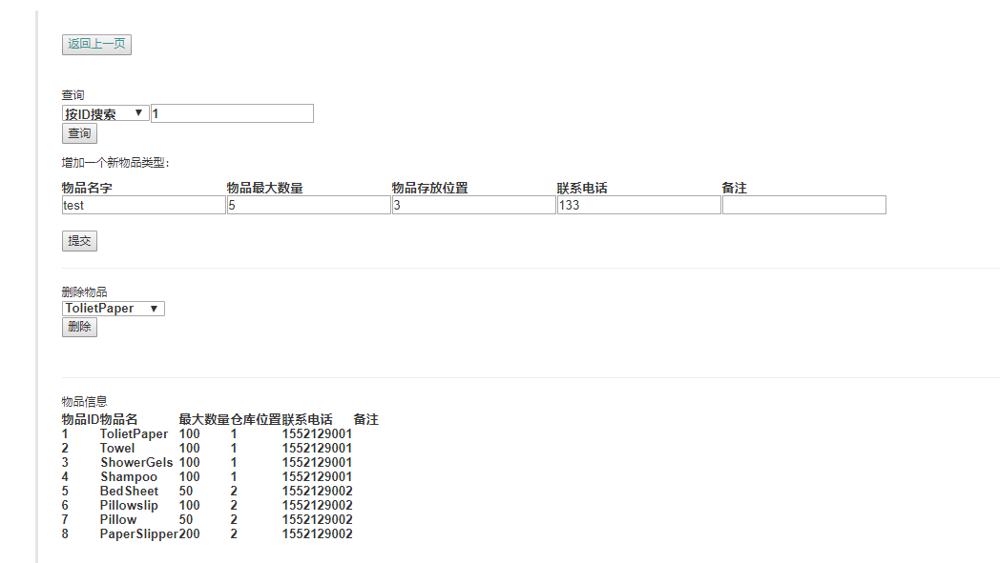 返回上一页
查询
按ID搜索 ▼ 1
查询
增加一个新物品类型:
物品名字 物品最大数量 物品存放位置 联系电话 备注
test 5 3 133
提交
删除物品
TolietPaper ▼
删除
物品信息
物品ID 物品名 最大数量 仓库位置 联系电话 备注
1 TolietPaper 100 1 1552129001
2 Towel 100 1 1552129001
3 ShowerGels 100 1 1552129001
4 Shampoo 100 1 1552129001
5 BedSheet 50 2 1552129002
6 Pillowslip 100 2 1552129002
7 Pillow 50 2 1552129002
8 PaperSlipper 200 2 1552129002